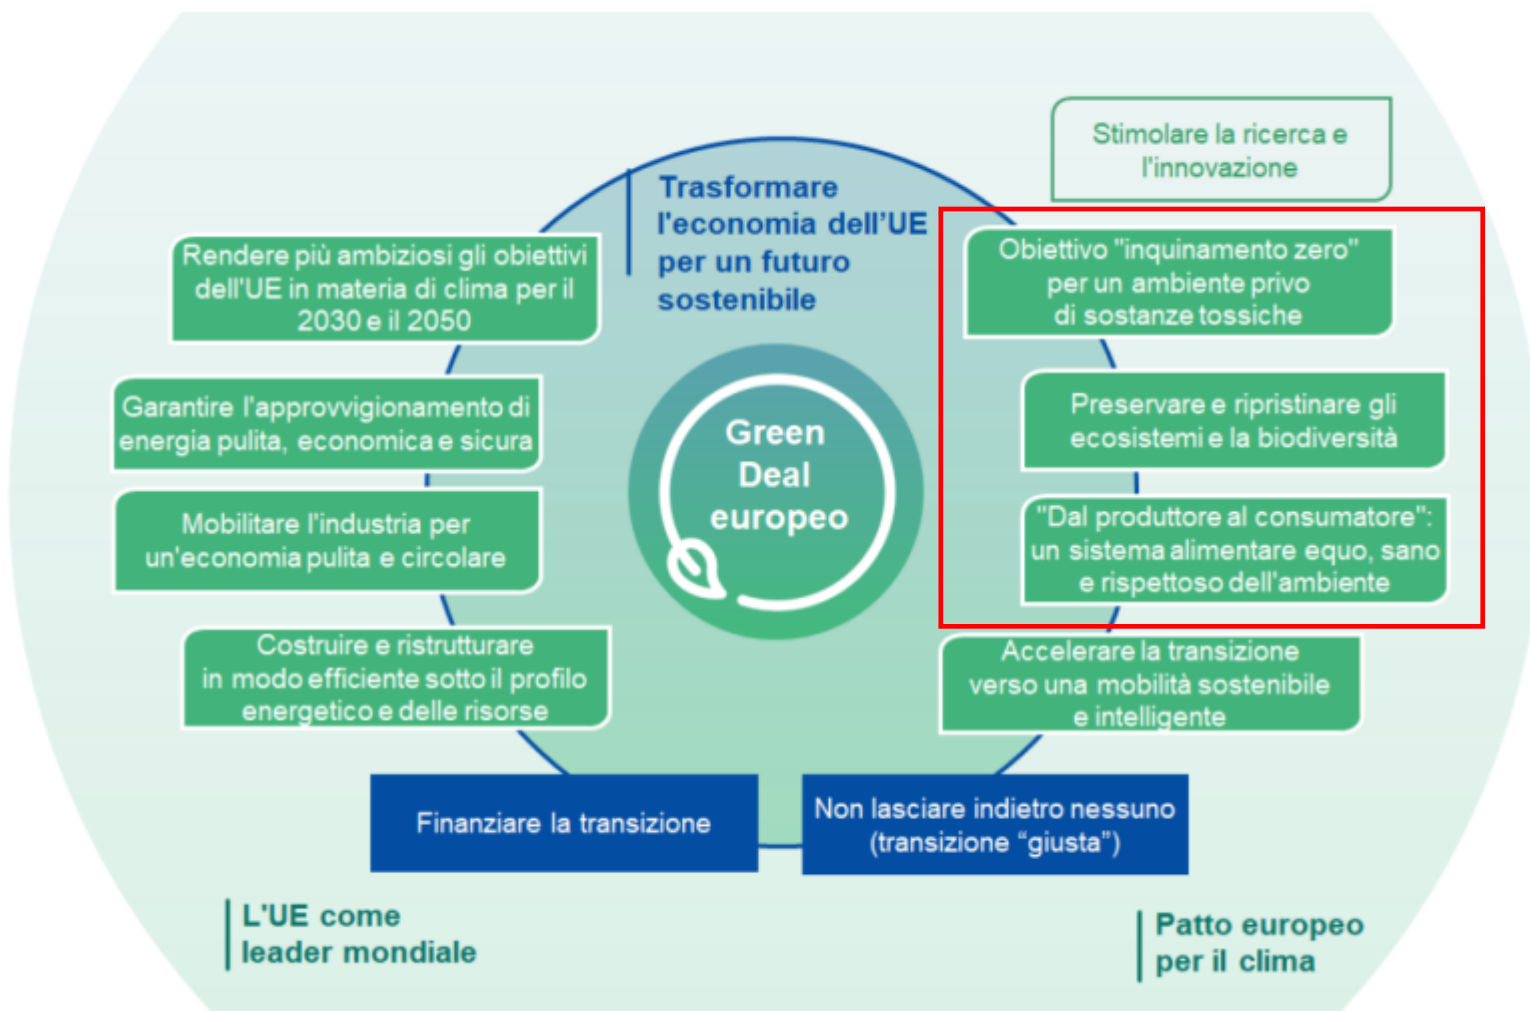 Stimolare la ricerca e
l'innovazione
Trasformare
l'economia dell'UE
per un futuro
sostenibile
Rendere più ambiziosi gli obiettivi
dell'UE in materia di clima per il
2030 e il 2050
Obiettivo "inquinamento zero"
per un ambiente privo
di sostanze tossiche
Garantire l'approvvigionamento di
energia pulita, economica e sicura
Preservare e ripristinare gli
ecosistemi e la biodiversità
Green
Deal
europeo
Mobilitare l'industria per
un'economia pulita e circolare
"Dal produttore al consumatore":
un sistema alimentare equo, sano
e rispettoso dell'ambiente
Costruire e ristrutturare
in modo efficiente sotto il profilo
energetico e delle risorse
Accelerare la transizione
verso una mobilità sostenibile
e intelligente
Finanziare la transizione
Non lasciare indietro nessuno
(transizione “giusta”)
L'UE come
leader mondiale
Patto europeo
per il clima